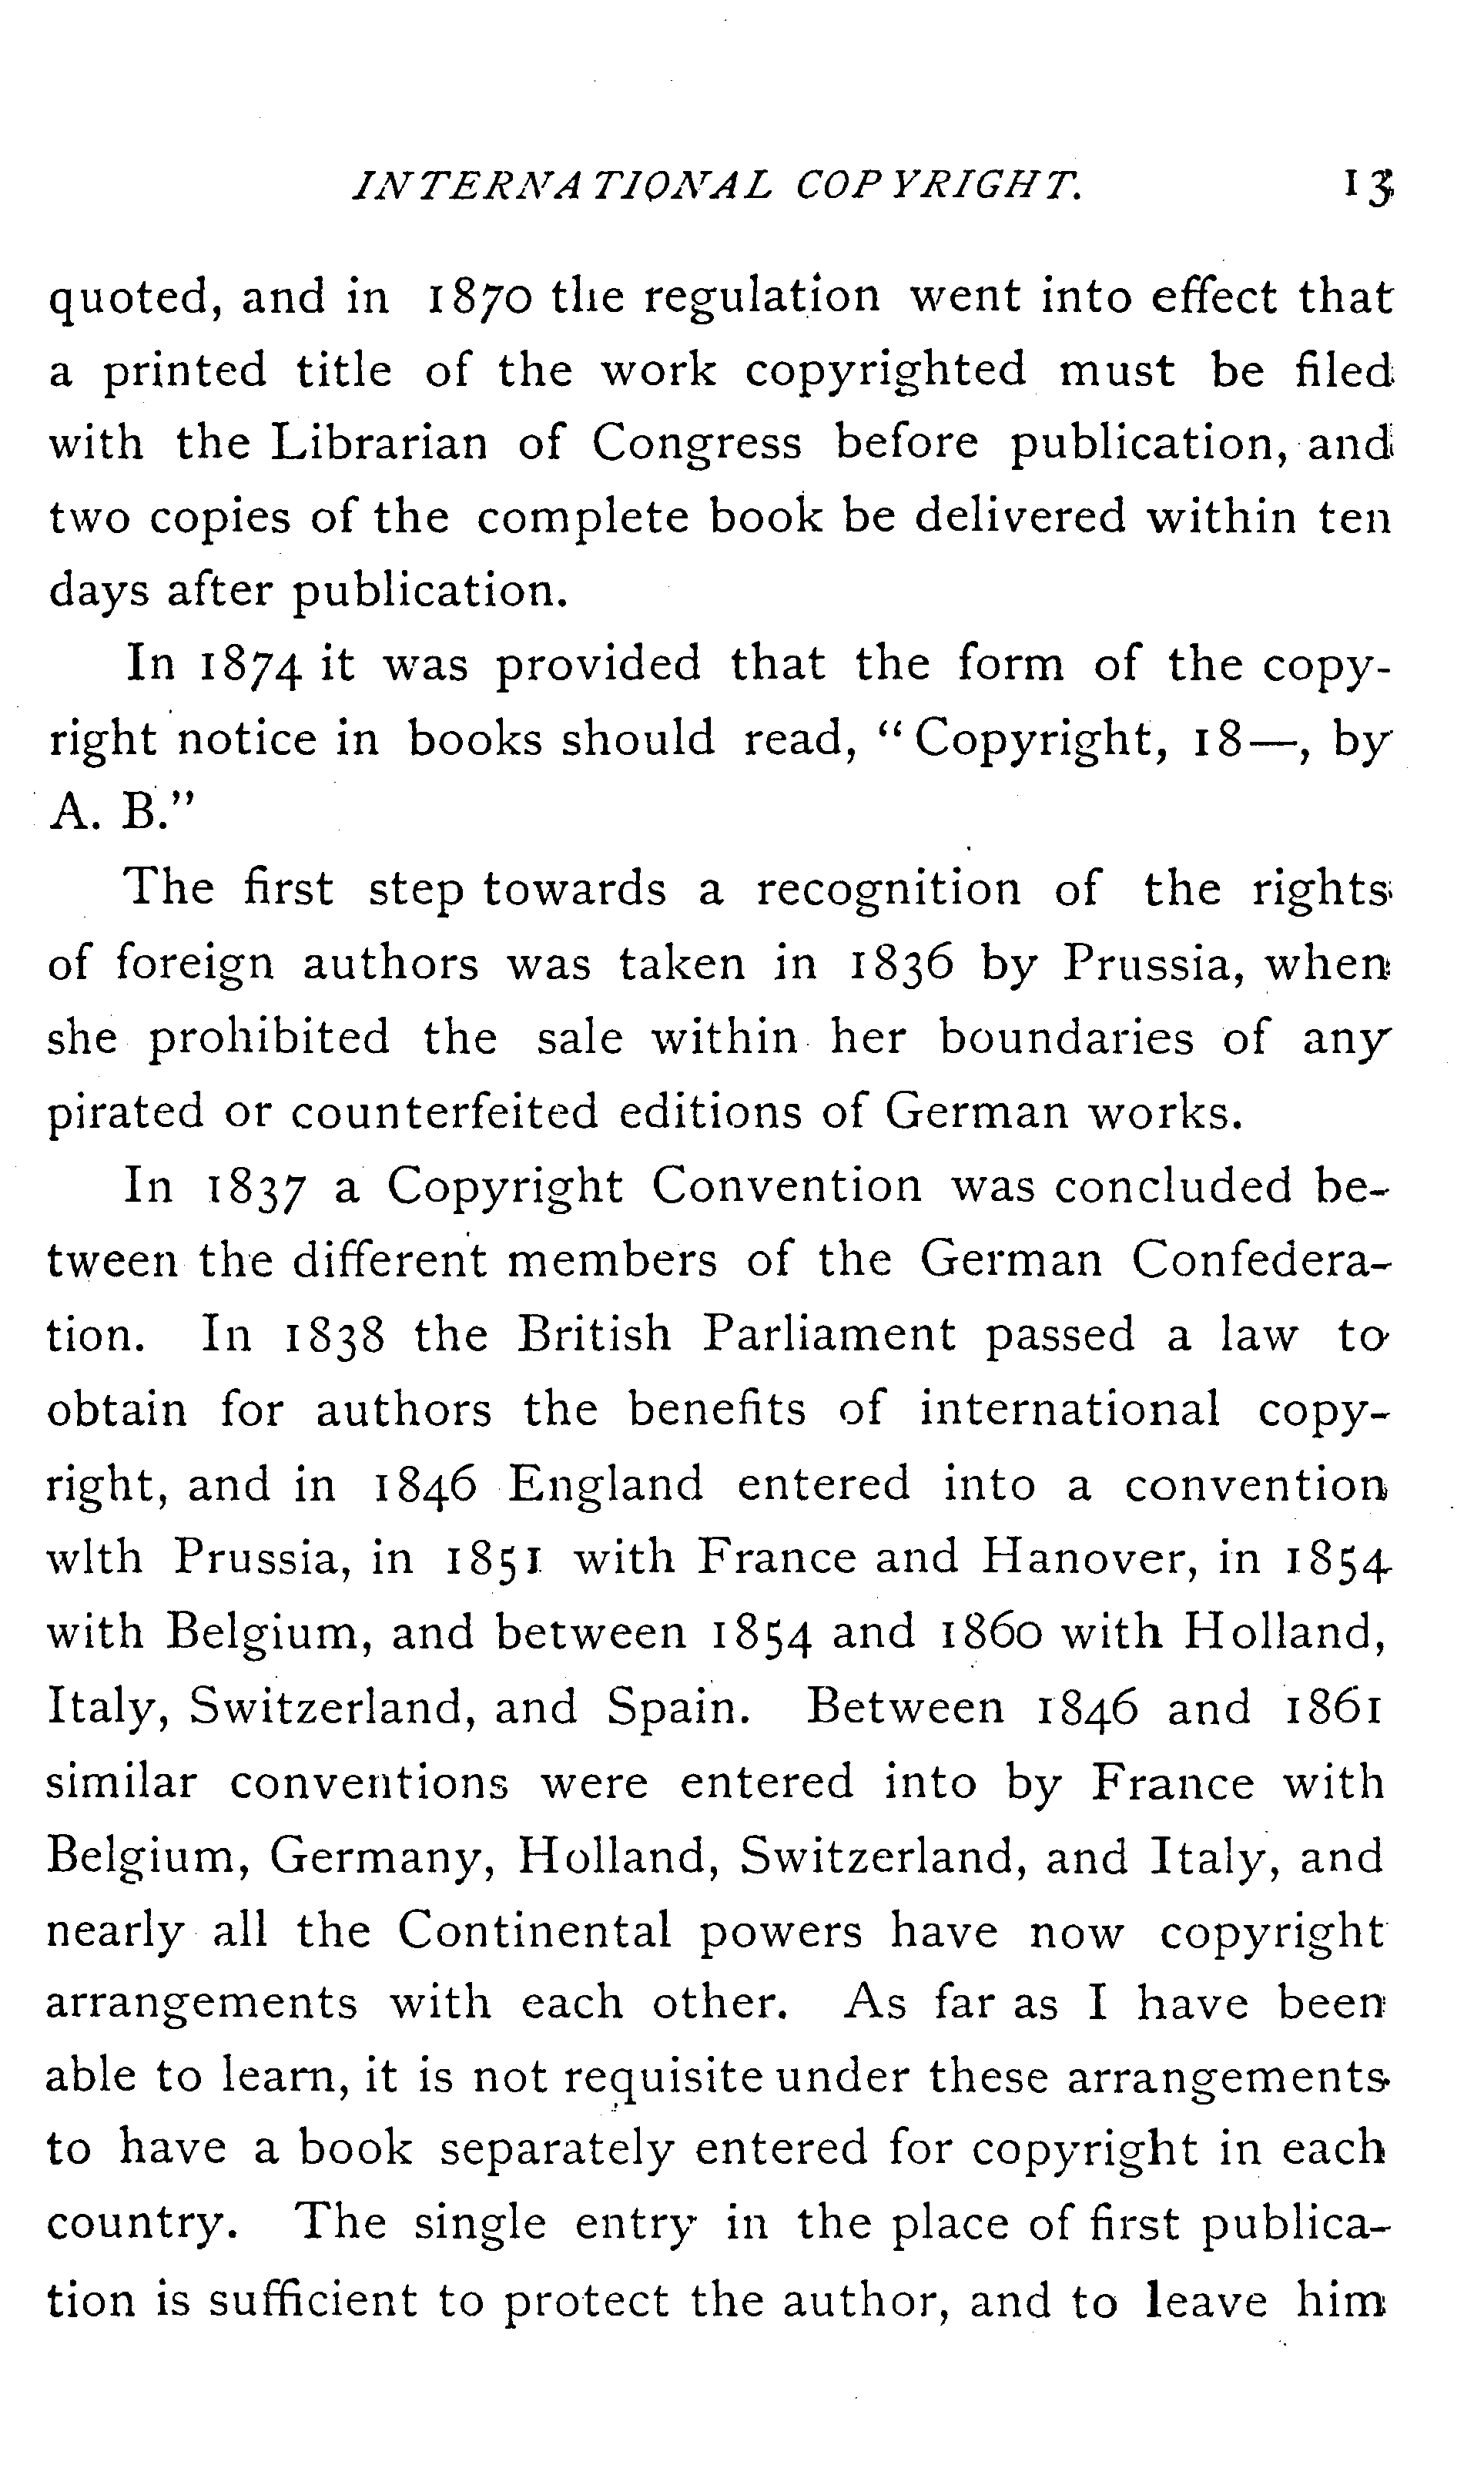 INTERNATIONAL COPYRIGHT. 13
quoted, and in 1870 the regulation went into effect that
a printed title of the work copyrighted must be filed
with the Librarian of Congress before publication, and
two copies of the complete book be delivered within ten
days after publication.
In 1874 it was provided that the form of the copy-
right notice in books should read, “Copyright, 18—, by
A. B.”
The first step towards a recognition of the rights
of foreign authors was taken in 1836 by Prussia, when
she prohibited the sale within her boundaries of any
pirated or counterfeited editions of German works.
In 1837 a Copyright Convention was concluded be-
tween the different members of the German Confedera-
tion. In 1838 the British Parliament passed a law to
obtain for authors the benefits of international copy-
right, and in 1846 England entered into a convention
wlth Prussia, in 1851 with France and Hanover, in 1854
with Belgium, and between 1854 and 1860 with Holland,
Italy, Switzerland, and Spain. Between 1846 and 1861
similar conventions were entered into by France with
Belgium, Germany, Holland, Switzerland, and Italy, and
nearly all the Continental powers have now copyright
arrangements with each other. As far as I have been
able to learn, it is not requisite under these arrangements
to have a book separately entered for copyright in each
country. The single entry in the place of first publica-
tion is sufficient to protect the author, and to leave him